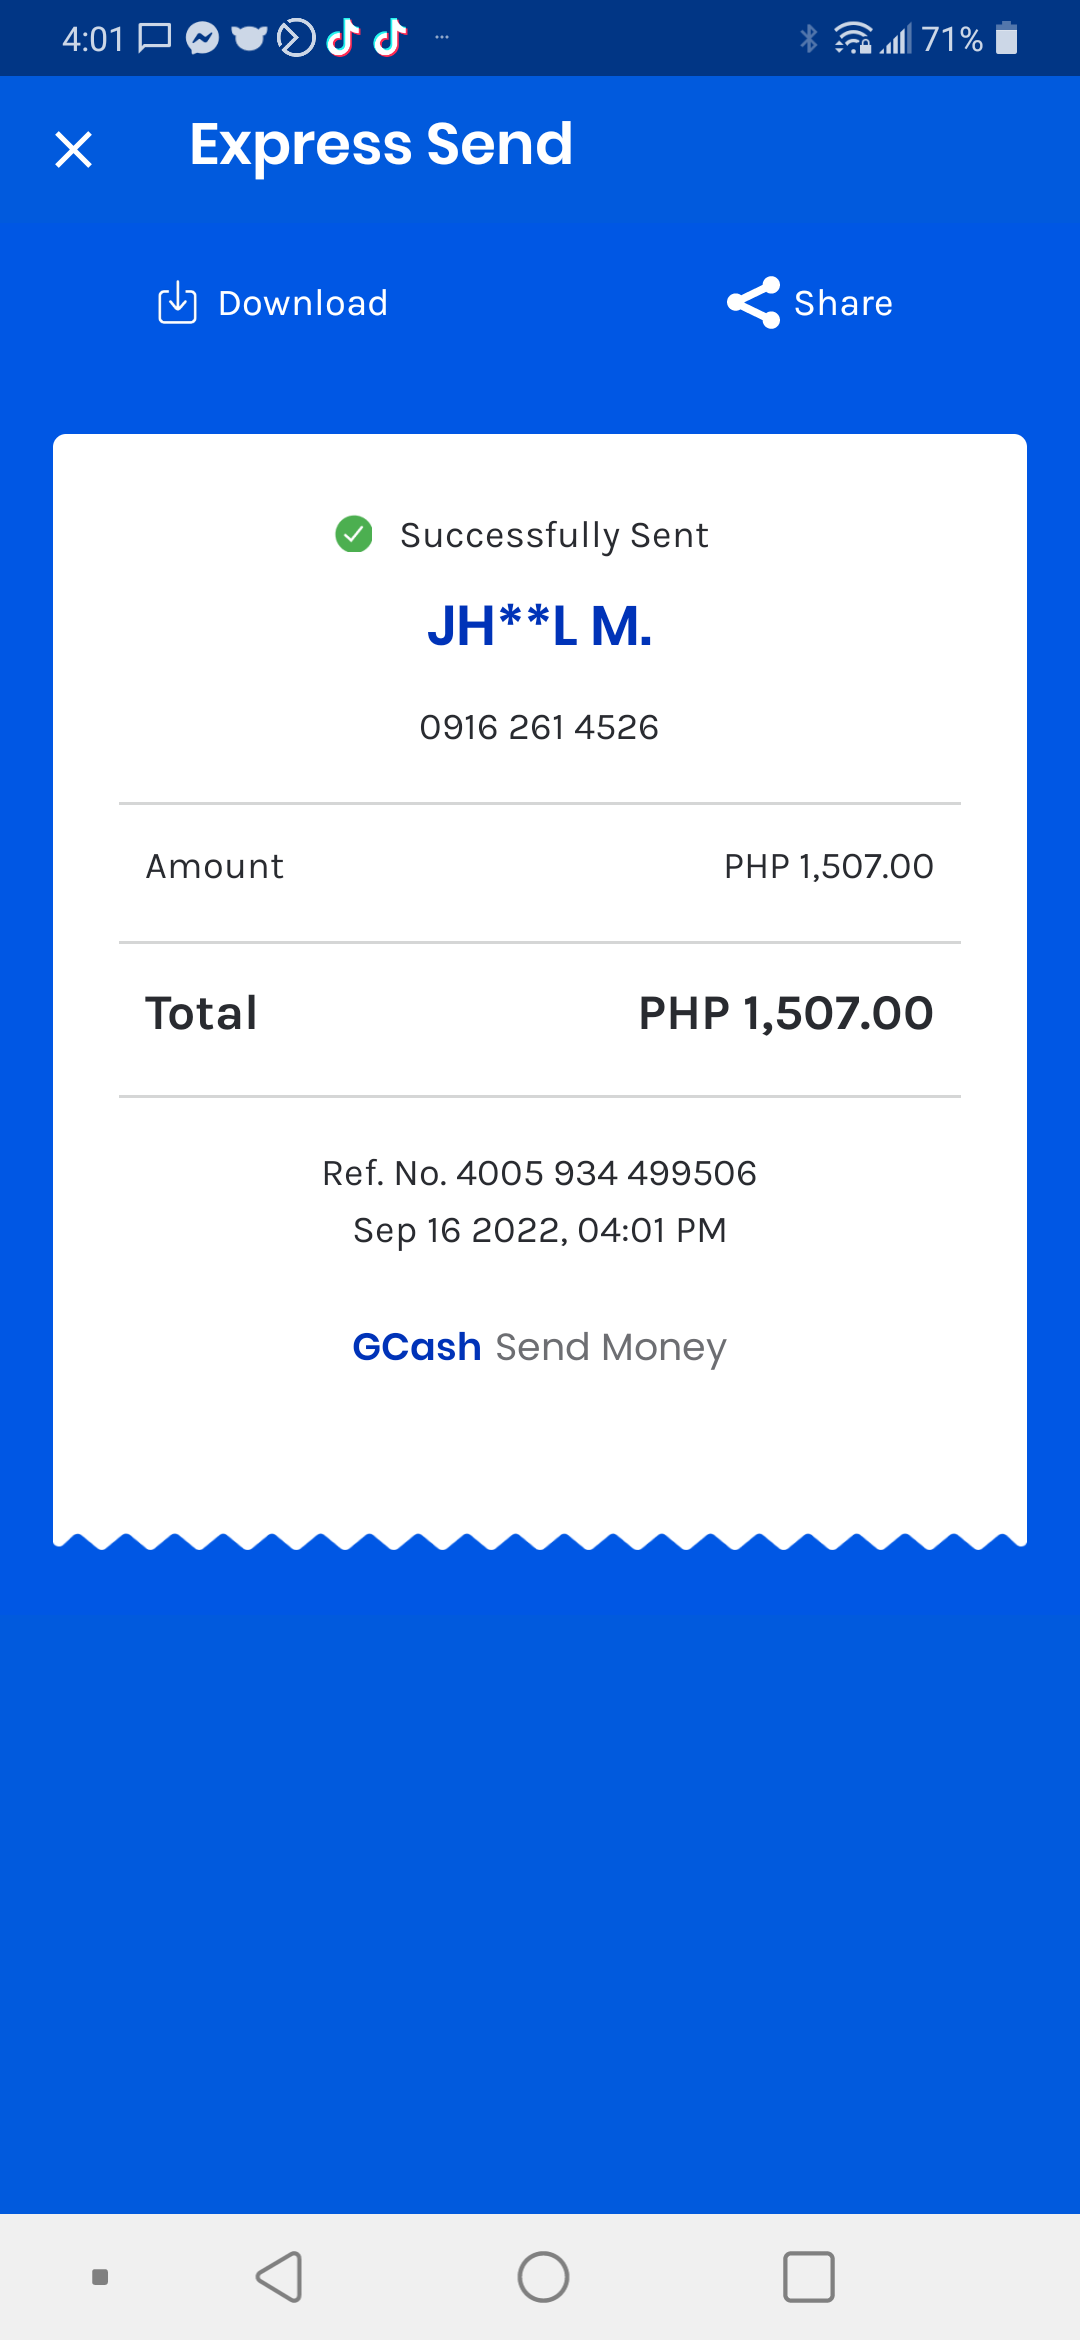 4:01 71%
Express Send
Download Share
Successfully Sent
JH**L M.
0916 261 4526
Amount PHP 1,507.00
Total PHP 1,507.00
Ref. No. 4005 934 499506
Sep 16 2022, 04:01 PM
GCash Send Money